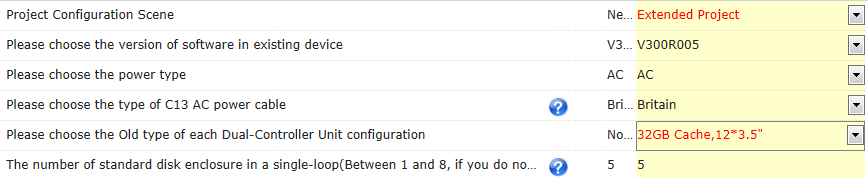 Project Configuration Scene Ne... Extended Project
Please choose the version of software in existing device V3... V300R005
Please choose the power type AC AC
Please choose the type of C13 AC power cable ? Bri... Britain
Please choose the Old type of each Dual-Controller Unit configuration No... 32GB Cache,12*3.5"
The number of standard disk enclosure in a single-loop(Between 1 and 8, if you do no... ? 5 5